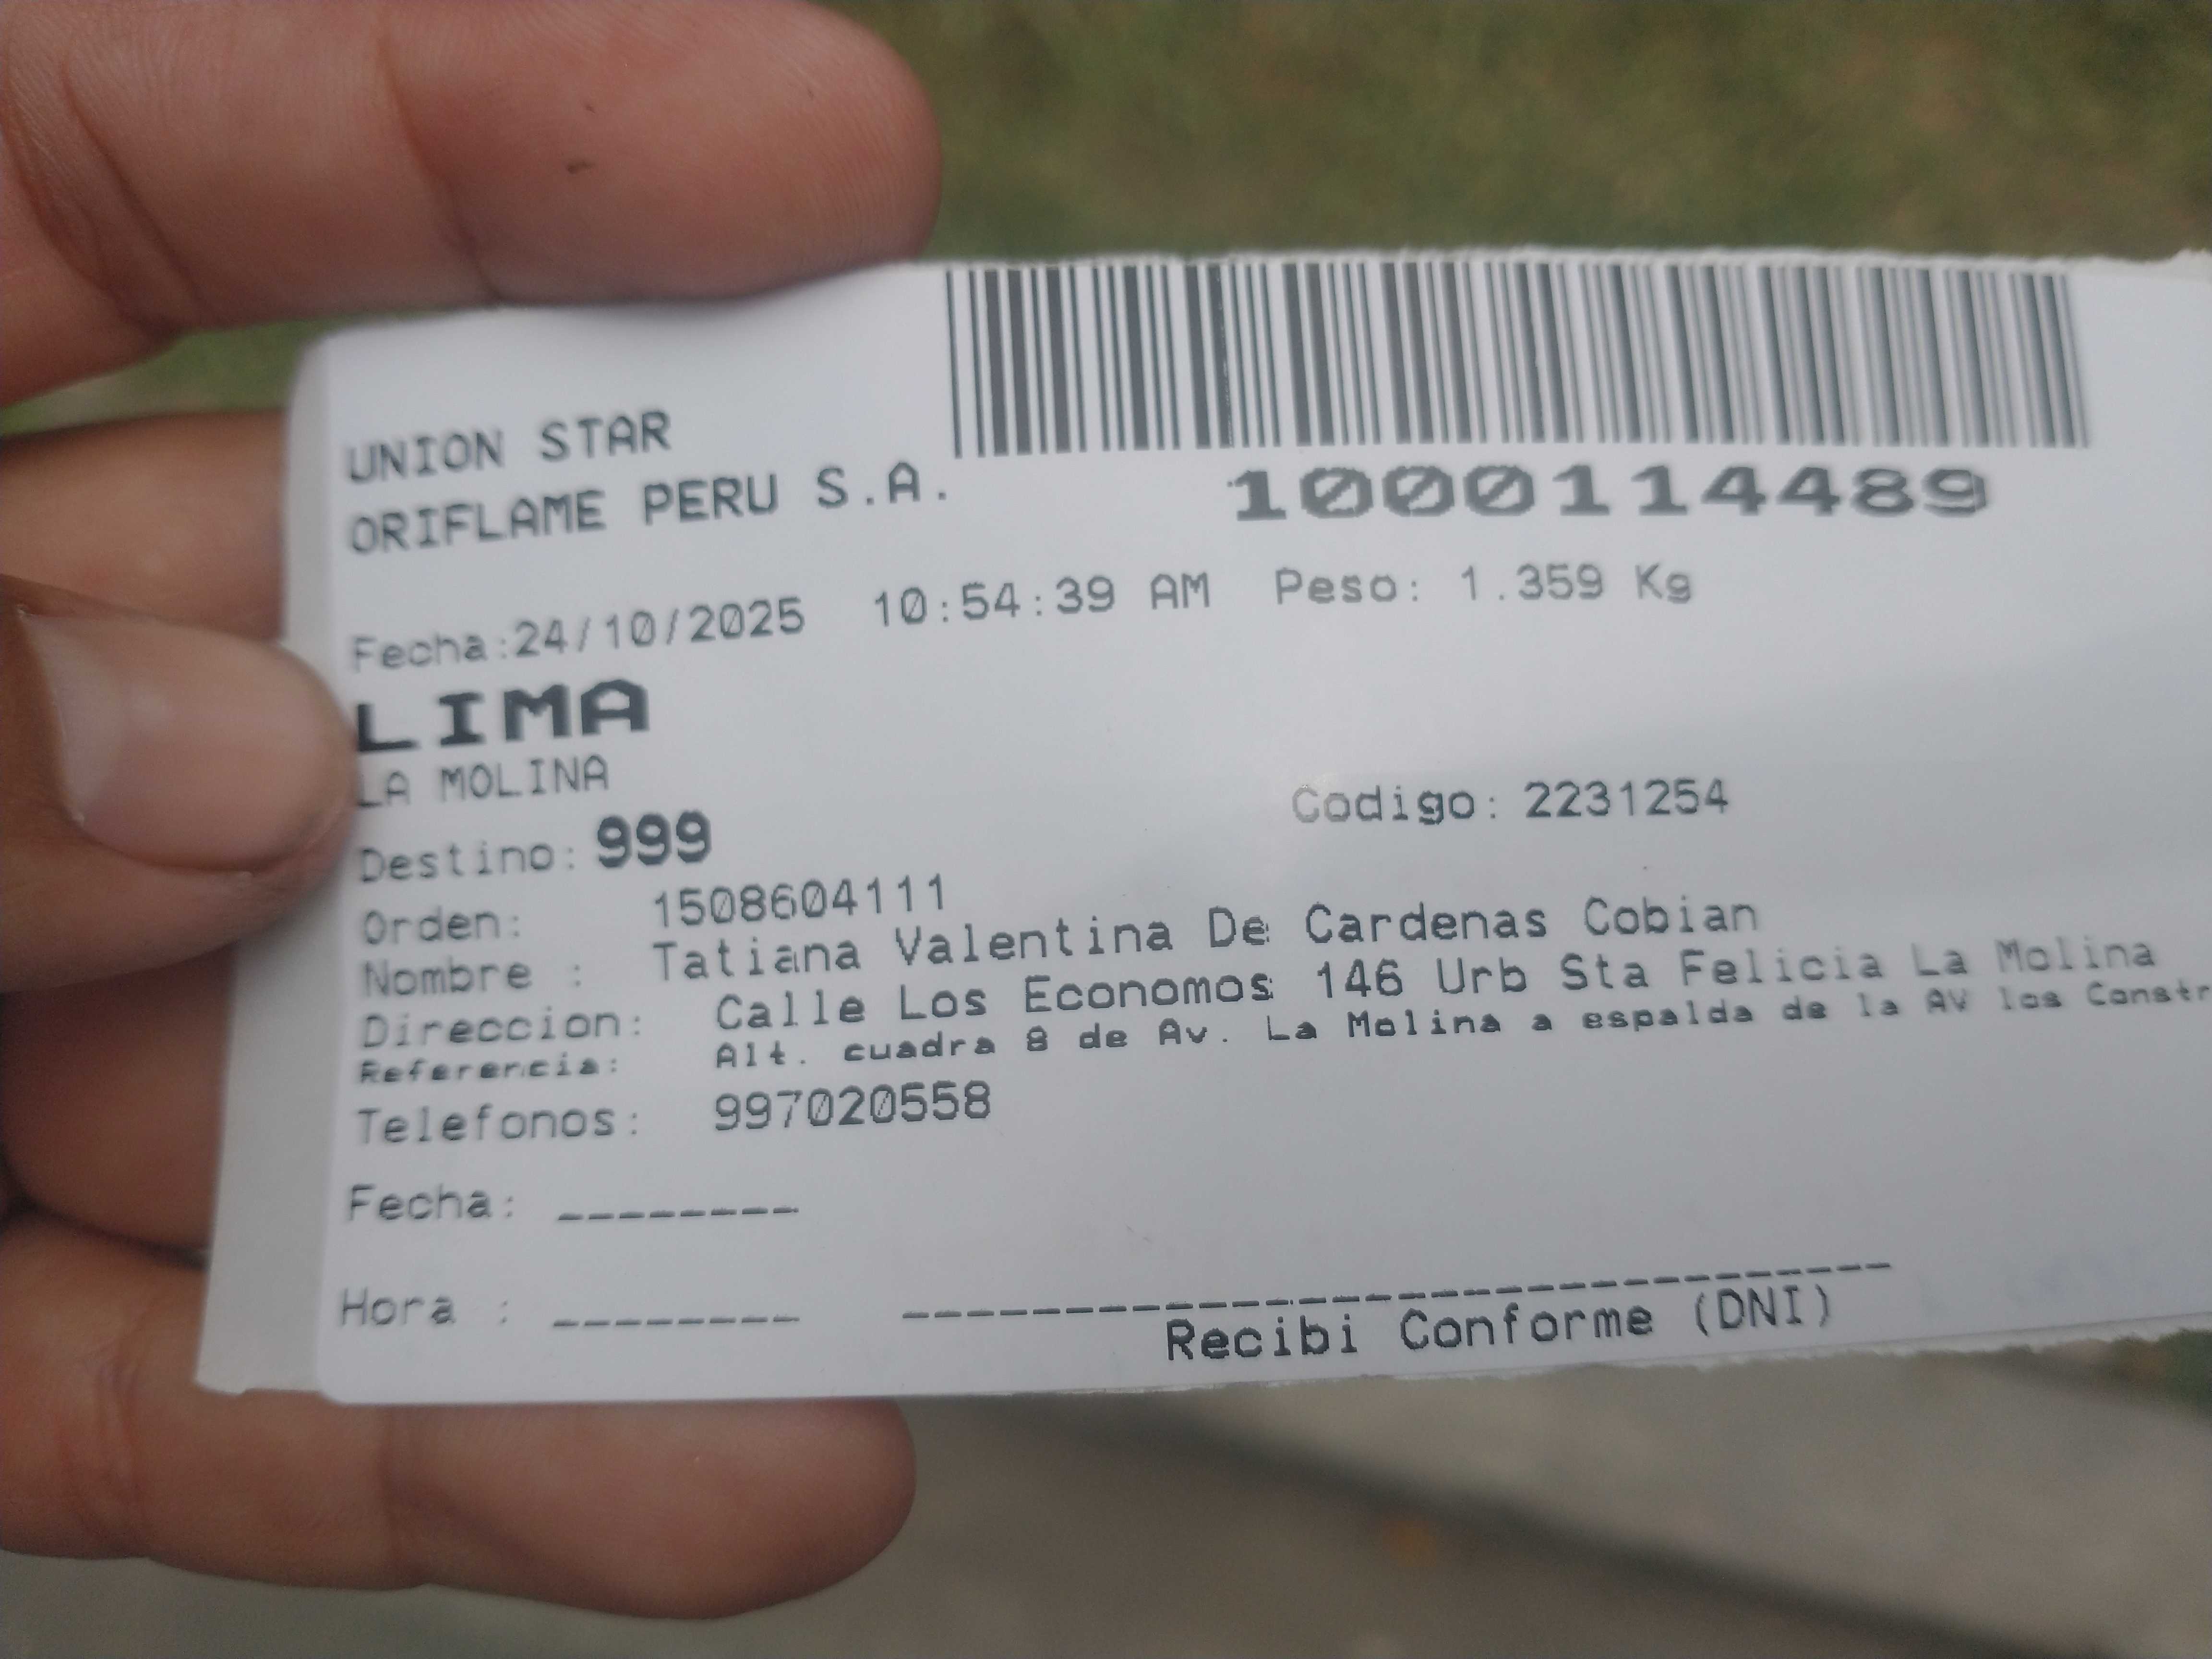 UNION STAR
ORIFLAME PERU S.A.
1000114489
Fecha:24/10/2025 10:54:39 AM Peso: 1.359 Kg
LIMA
LA MOLINA
Destino: 999 Codigo: 2231254
Orden: 1508604111
Nombre : Tatiana Valentina De Cardenas Cobian
Direccion: Calle Los Economos 146 Urb Sta Felicia La Molina
Referencia: Alt. cuadra 8 de Av. La Molina a espalda de la AV los Constr
Telefonos: 997020558
Fecha: ________
Hora : ________
Recibi Conforme (DNI)